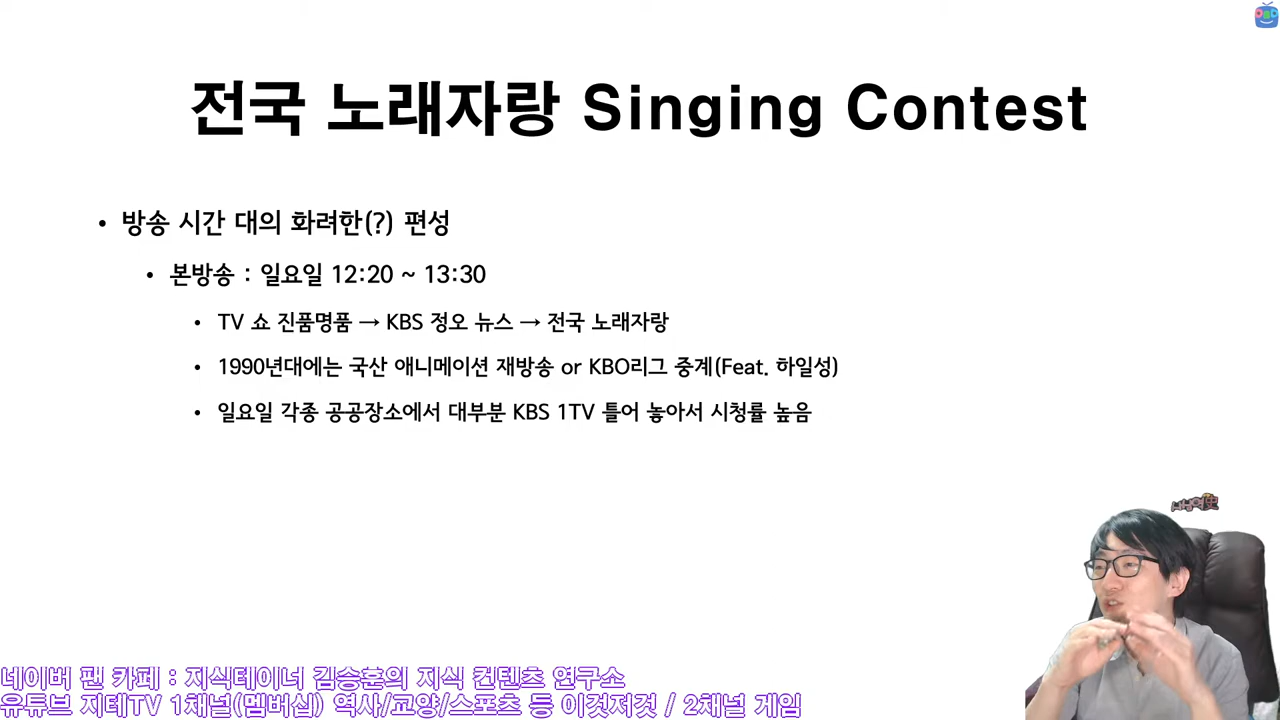 전국 노래자랑 Singing Contest
• 방송 시간 대의 화려한(?) 편성
• 본방송 : 일요일 12:20 ~ 13:30
• TV 쇼 진품명품 → KBS 정오 뉴스 → 전국 노래자랑
• 1990년대에는 국산 애니메이션 재방송 or KBO리그 중계(Feat. 하일성)
• 일요일 각종 공공장소에서 대부분 KBS 1TV 틀어 놓아서 시청률 높음
네이버 팬 카페 : 지식테이너 김승훈의 지식 컨텐츠 연구소
유튜브 지테TV 1채널(멤버십) 역사/교양/스포츠 등 이것저것 / 2채널 게임